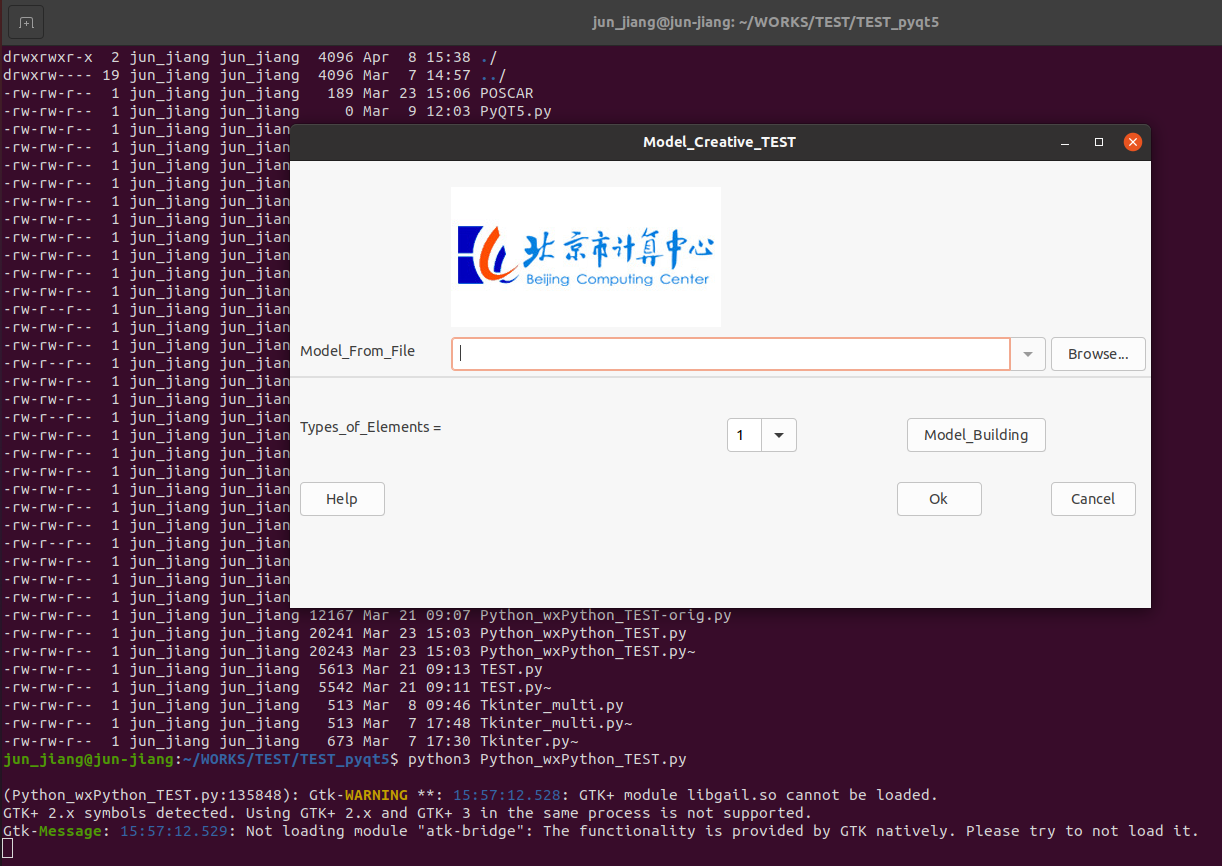 jun_jiang@jun-jiang: ~/WORKS/TEST/TEST_pyqt5
drwxrwxr-x  2 jun_jiang jun_jiang  4096 Apr  8 15:38 ./
drwxrw---- 19 jun_jiang jun_jiang  4096 Mar  7 14:57 ../
-rw-rw-r--  1 jun_jiang jun_jiang   189 Mar 23 15:06 POSCAR
-rw-rw-r--  1 jun_jiang jun_jiang     0 Mar  9 12:03 PyQT5.py
-rw-rw-r--  1 jun_jiang jun_jian
-rw-rw-r--  1 jun_jiang jun_jian
-rw-rw-r--  1 jun_jiang jun_jian
-rw-rw-r--  1 jun_jiang jun_jian
-rw-rw-r--  1 jun_jiang jun_jian
-rw-rw-r--  1 jun_jiang jun_jian
-rw-rw-r--  1 jun_jiang jun_jian
-rw-rw-r--  1 jun_jiang jun_jian
-rw-rw-r--  1 jun_jiang jun_jian
-rw-rw-r--  1 jun_jiang jun_jian
-rw-r--r--  1 jun_jiang jun_jian
-rw-rw-r--  1 jun_jiang jun_jian
-rw-rw-r--  1 jun_jiang jun_jian
-rw-r--r--  1 jun_jiang jun_jian
-rw-rw-r--  1 jun_jiang jun_jian
-rw-rw-r--  1 jun_jiang jun_jian
-rw-r--r--  1 jun_jiang jun_jian
-rw-rw-r--  1 jun_jiang jun_jian
-rw-rw-r--  1 jun_jiang jun_jian
-rw-rw-r--  1 jun_jiang jun_jian
-rw-rw-r--  1 jun_jiang jun_jian
-rw-rw-r--  1 jun_jiang jun_jian
-rw-rw-r--  1 jun_jiang jun_jian
-rw-r--r--  1 jun_jiang jun_jian
-rw-rw-r--  1 jun_jiang jun_jian
-rw-rw-r--  1 jun_jiang jun_jian
-rw-rw-r--  1 jun_jiang jun_jian
Model_Creative_TEST
北京市计算中心
Beijing Computing Center
Model_From_File
Browse...
Types_of_Elements =
1
Model_Building
Help
Ok
Cancel
-rw-rw-r--  1 jun_jiang jun_jiang 12167 Mar 21 09:07 Python_wxPython_TEST-orig.py
-rw-rw-r--  1 jun_jiang jun_jiang 20241 Mar 23 15:03 Python_wxPython_TEST.py
-rw-rw-r--  1 jun_jiang jun_jiang 20243 Mar 23 15:03 Python_wxPython_TEST.py~
-rw-rw-r--  1 jun_jiang jun_jiang  5613 Mar 21 09:13 TEST.py
-rw-rw-r--  1 jun_jiang jun_jiang  5542 Mar 21 09:11 TEST.py~
-rw-rw-r--  1 jun_jiang jun_jiang   513 Mar  8 09:46 Tkinter_multi.py
-rw-rw-r--  1 jun_jiang jun_jiang   513 Mar  7 17:48 Tkinter_multi.py~
-rw-rw-r--  1 jun_jiang jun_jiang   673 Mar  7 17:30 Tkinter.py~
jun_jiang@jun-jiang:~/WORKS/TEST/TEST_pyqt5$ python3 Python_wxPython_TEST.py
(Python_wxPython_TEST.py:135848): Gtk-WARNING **: 15:57:12.528: GTK+ module libgail.so cannot be loaded.
GTK+ 2.x symbols detected. Using GTK+ 2.x and GTK+ 3 in the same process is not supported.
Gtk-Message: 15:57:12.529: Not loading module "atk-bridge": The functionality is provided by GTK natively. Please try to not load it.